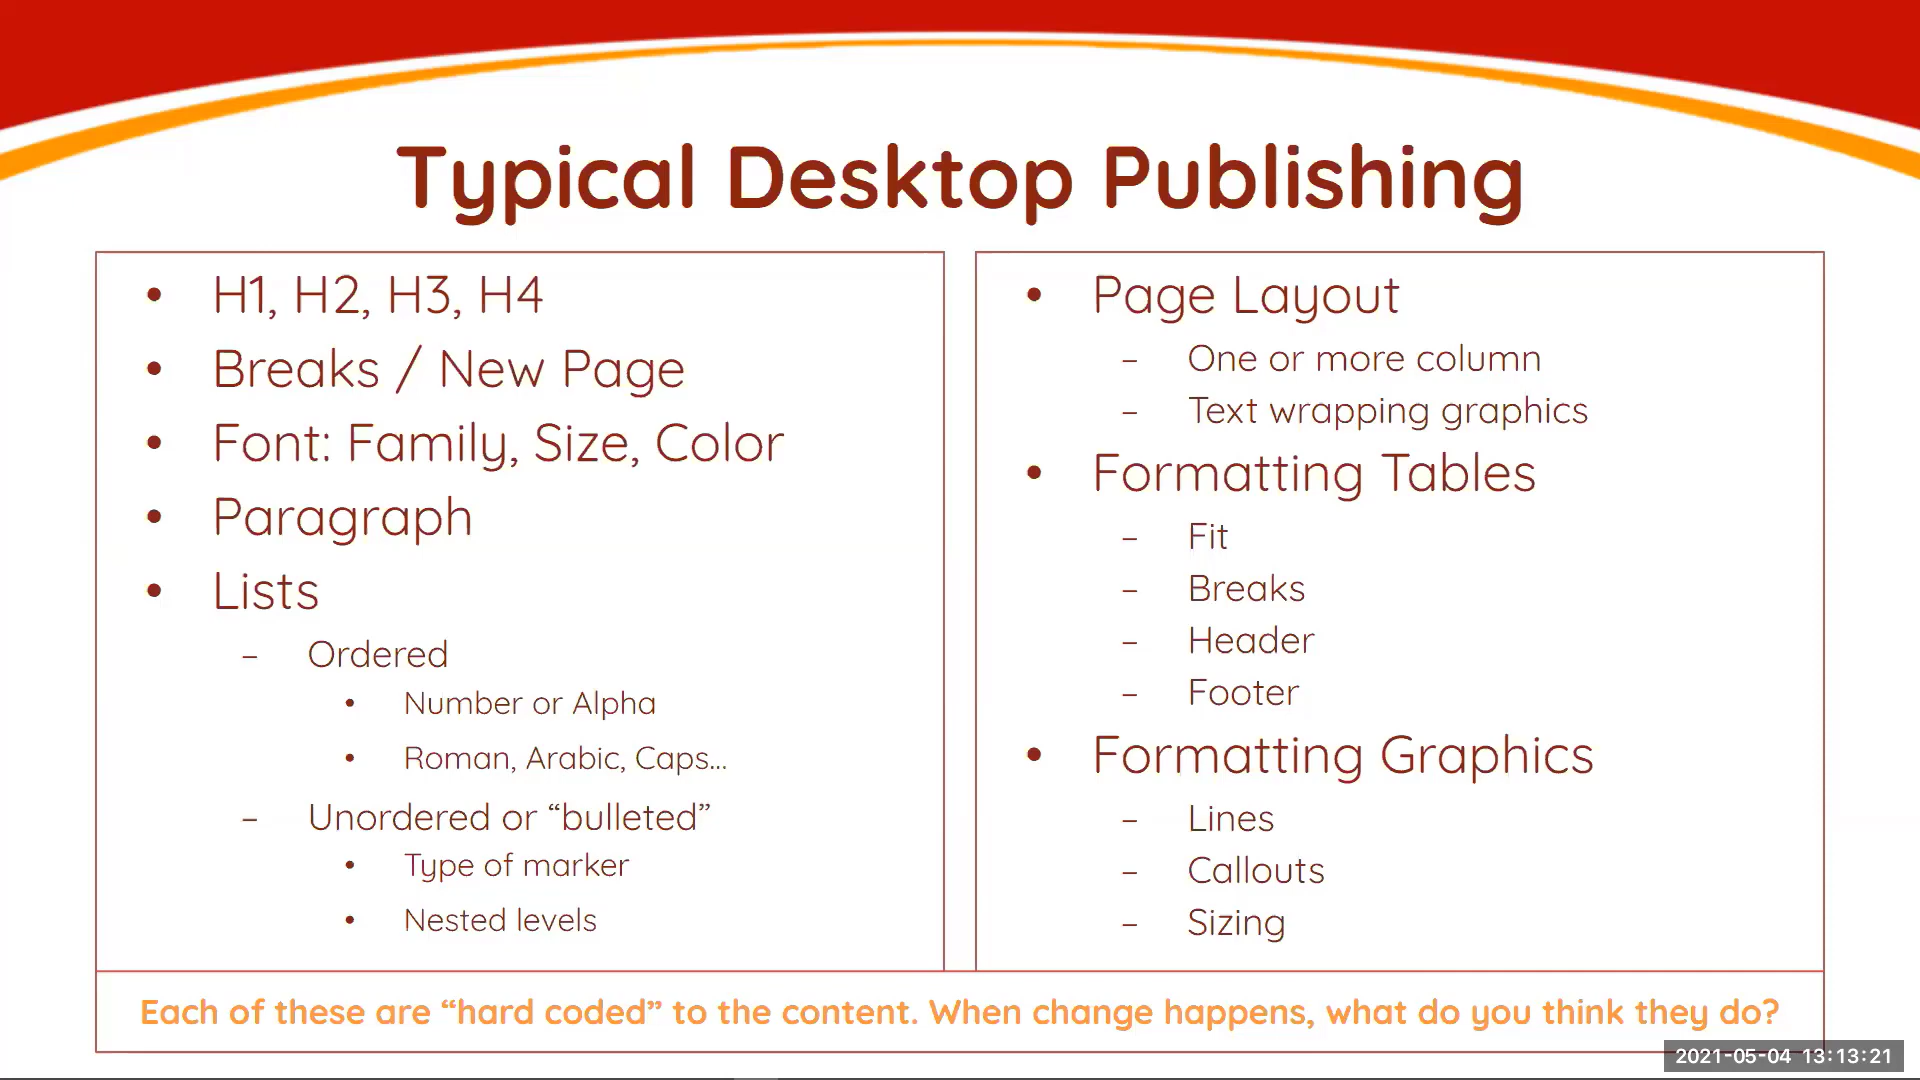 Typical Desktop Publishing
• H1, H2, H3, H4
• Breaks / New Page
• Font: Family, Size, Color
• Paragraph
• Lists
– Ordered
• Number or Alpha
• Roman, Arabic, Caps...
– Unordered or “bulleted”
• Type of marker
• Nested levels
• Page Layout
– One or more column
– Text wrapping graphics
• Formatting Tables
– Fit
– Breaks
– Header
– Footer
• Formatting Graphics
– Lines
– Callouts
– Sizing
Each of these are “hard coded” to the content. When change happens, what do you think they do?
2021-05-04 13:13:21